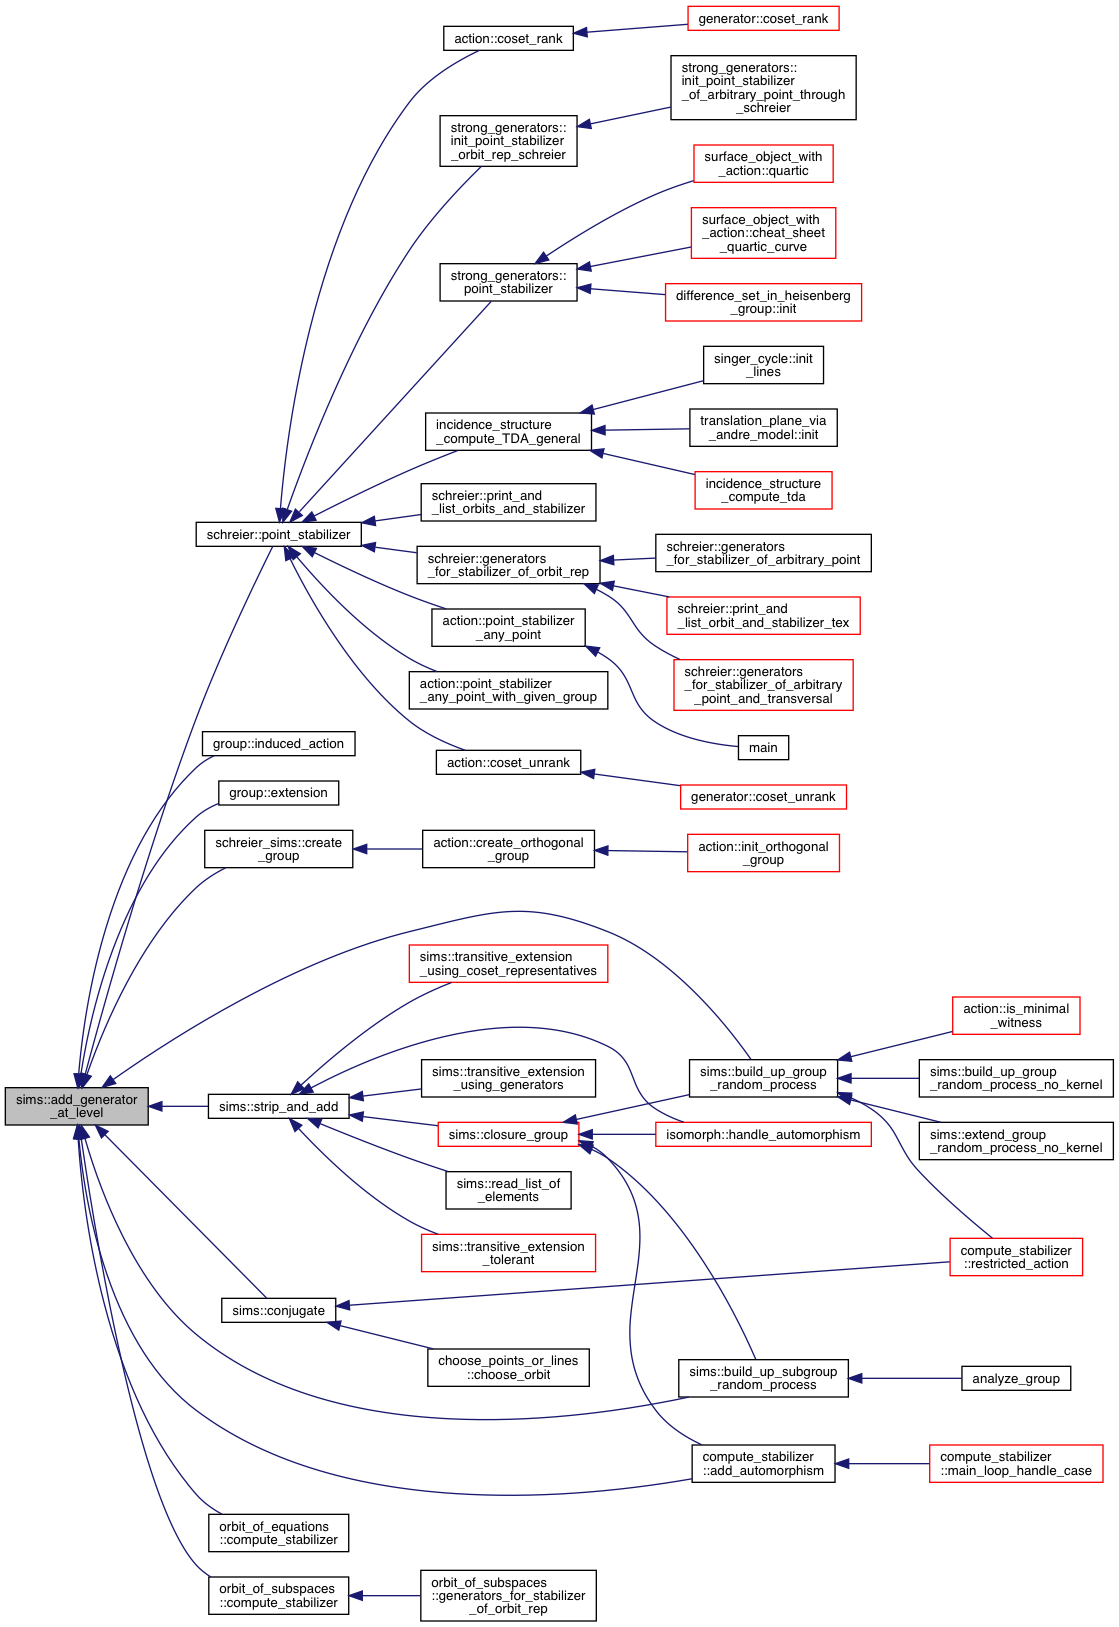 action::coset_rank
generator::coset_rank
strong_generators::
init_point_stabilizer
_orbit_rep_schreier
strong_generators::
init_point_stabilizer
_of_arbitrary_point_through
_schreier
strong_generators::
point_stabilizer
surface_object_with
_action::quartic
surface_object_with
_action::cheat_sheet
_quartic_curve
difference_set_in_heisenberg
_group::init
incidence_structure
_compute_TDA_general
singer_cycle::init
_lines
translation_plane_via
_andre_model::init
incidence_structure
_compute_tda
schreier::point_stabilizer
schreier::print_and
_list_orbits_and_stabilizer
schreier::generators
_for_stabilizer_of_orbit_rep
schreier::generators
_for_stabilizer_of_arbitrary_point
schreier::print_and
_list_orbit_and_stabilizer_tex
schreier::generators
_for_stabilizer_of_arbitrary
_point_and_transversal
action::point_stabilizer
_any_point
main
action::point_stabilizer
_any_point_with_given_group
action::coset_unrank
generator::coset_unrank
group::induced_action
group::extension
schreier_sims::create
_group
action::create_orthogonal
_group
action::init_orthogonal
_group
sims::add_generator
_at_level
sims::strip_and_add
sims::transitive_extension
_using_coset_representatives
sims::transitive_extension
_using_generators
sims::closure_group
sims::read_list_of
_elements
sims::transitive_extension
_tolerant
sims::build_up_group
_random_process
isomorph::handle_automorphism
action::is_minimal
_witness
sims::build_up_group
_random_process_no_kernel
sims::extend_group
_random_process_no_kernel
compute_stabilizer
::restricted_action
sims::conjugate
choose_points_or_lines
::choose_orbit
sims::build_up_subgroup
_random_process
analyze_group
compute_stabilizer
::add_automorphism
compute_stabilizer
::main_loop_handle_case
orbit_of_equations
::compute_stabilizer
orbit_of_subspaces
::compute_stabilizer
orbit_of_subspaces
::generators_for_stabilizer
_of_orbit_rep